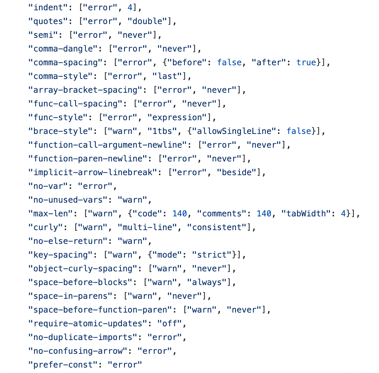 "indent": ["error", 4],
"quotes": ["error", "double"],
"semi": ["error", "never"],
"comma-dangle": ["error", "never"],
"comma-spacing": ["error", {"before": false, "after": true}],
"comma-style": ["error", "last"],
"array-bracket-spacing": ["error", "never"],
"func-call-spacing": ["error", "never"],
"func-style": ["error", "expression"],
"brace-style": ["warn", "1tbs", {"allowSingleLine": false}],
"function-call-argument-newline": ["error", "never"],
"function-paren-newline": ["error", "never"],
"implicit-arrow-linebreak": ["error", "beside"],
"no-var": "error",
"no-unused-vars": "warn",
"max-len": ["warn", {"code": 140, "comments": 140, "tabWidth": 4}],
"curly": ["warn", "multi-line", "consistent"],
"no-else-return": "warn",
"key-spacing": ["warn", {"mode": "strict"}],
"object-curly-spacing": ["warn", "never"],
"space-before-blocks": ["warn", "always"],
"space-in-parens": ["warn", "never"],
"space-before-function-paren": ["warn", "never"],
"require-atomic-updates": "off",
"no-duplicate-imports": "error",
"no-confusing-arrow": "error",
"prefer-const": "error"